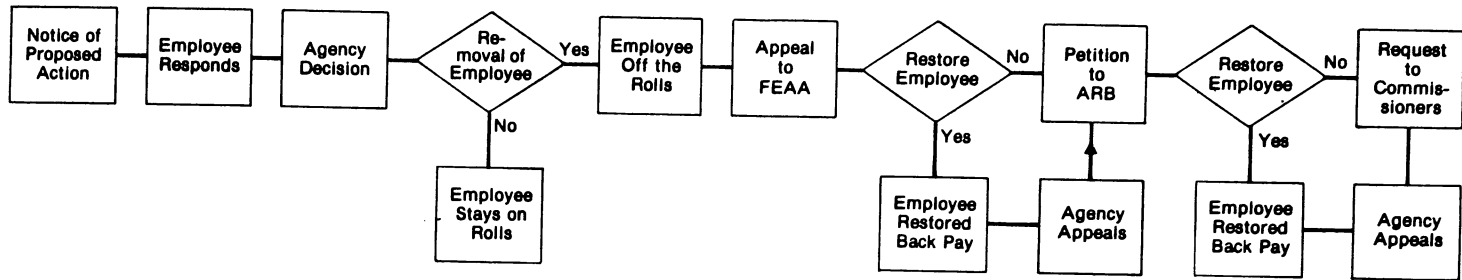 Notice of
Proposed
Action
Employee
Responds
Agency
Decision
Re-
moval of
Employee
Yes
No
Employee
Stays on
Rolls
Employee
Off the
Rolls
Appeal
to
FEAA
Restore
Employee
No
Yes
Employee
Restored
Back Pay
Agency
Appeals
Petition
to
ARB
Restore
Employee
No
Yes
Employee
Restored
Back Pay
Agency
Appeals
Request
to
Commis-
sioners